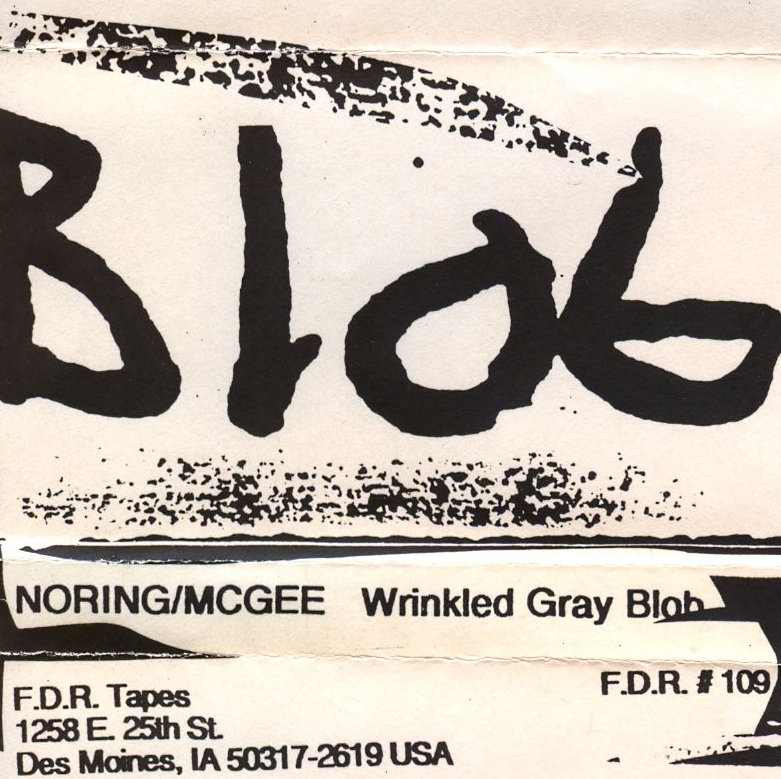 Blob
NORING/MCGEE Wrinkled Gray Blob
F.D.R. # 109
F.D.R. Tapes
1258 E. 25th St.
Des Moines, IA 50317-2619 USA